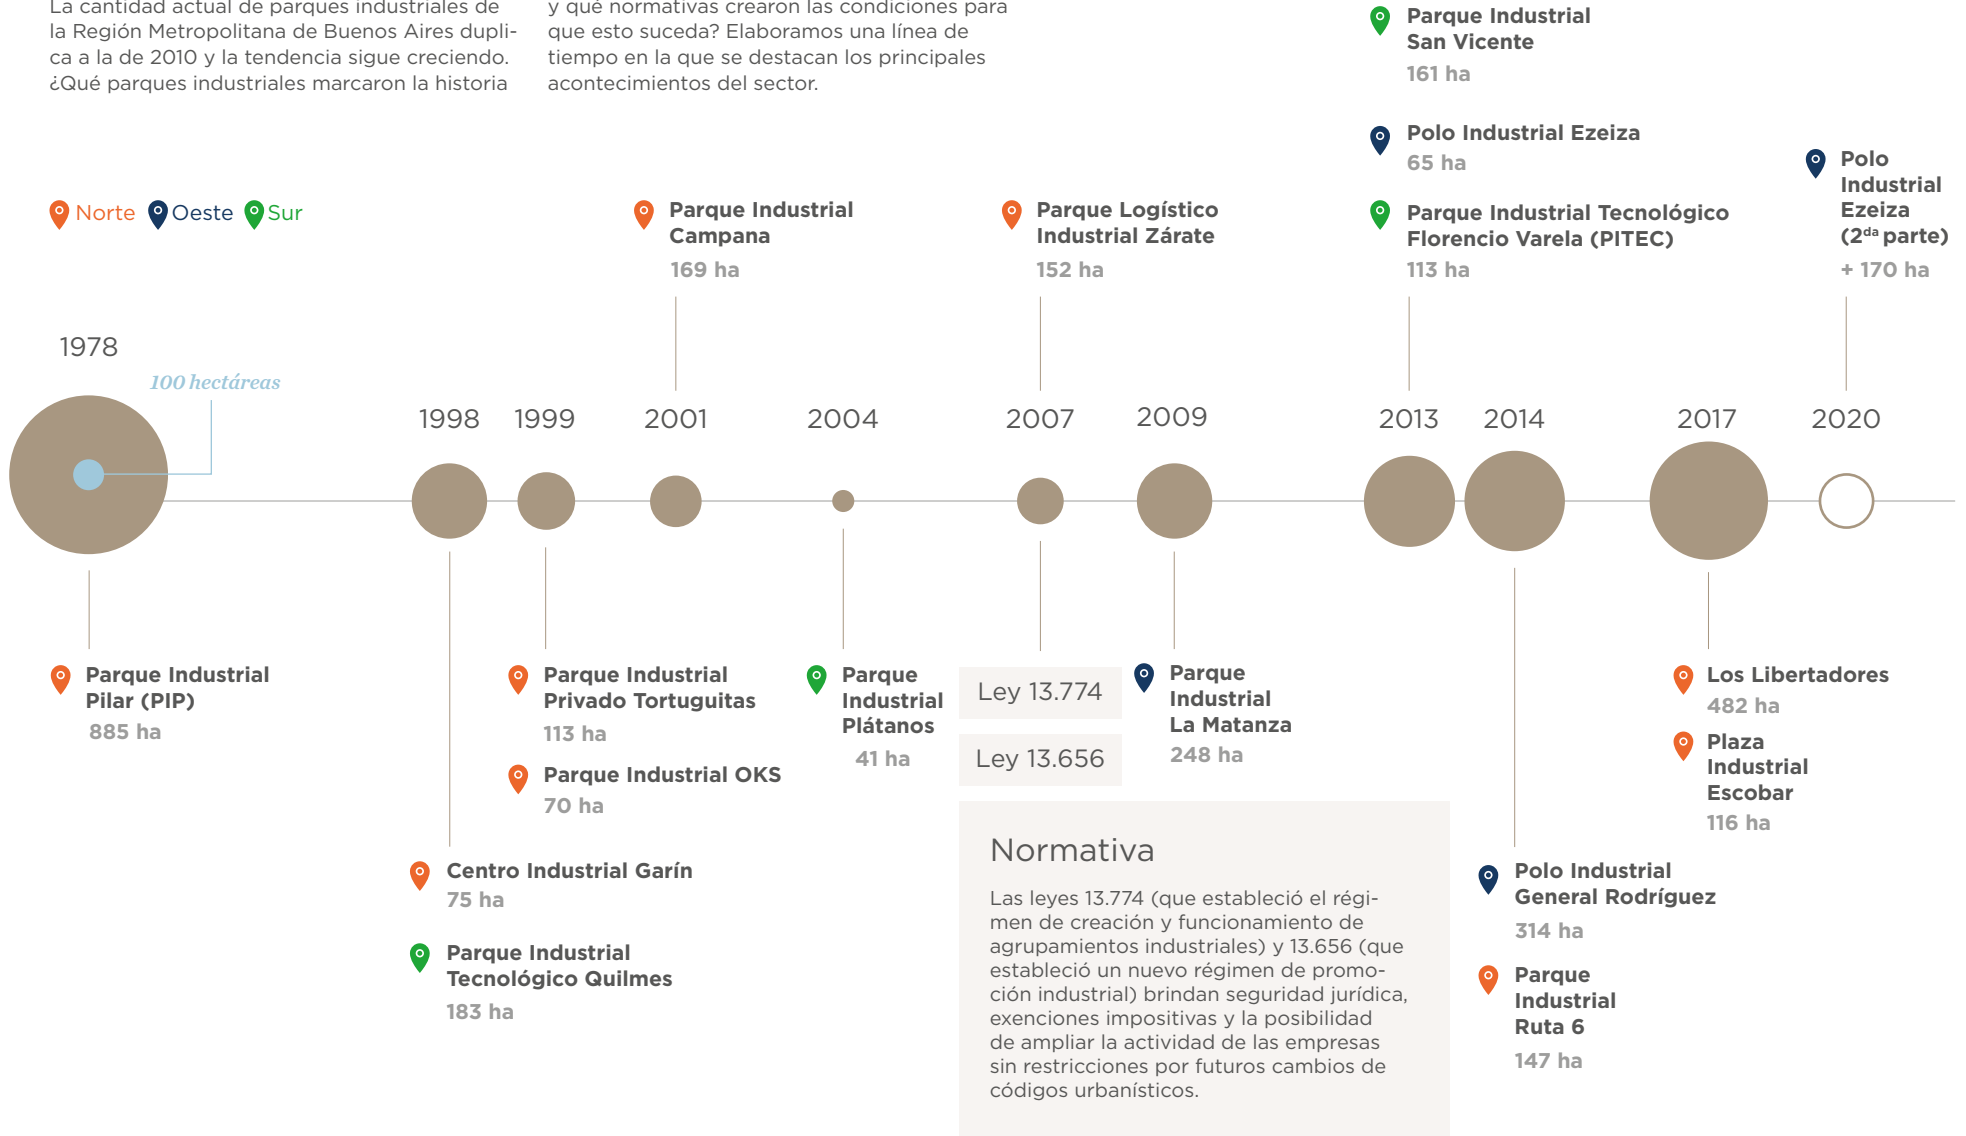 La cantidad actual de parques industriales de
la Región Metropolitana de Buenos Aires dupli-
ca a la de 2010 y la tendencia sigue creciendo.
¿Qué parques industriales marcaron la historia
y qué normativas crearon las condiciones para
que esto suceda? Elaboramos una línea de
tiempo en la que se destacan los principales
acontecimientos del sector.
Norte Oeste Sur
1978
100 hectáreas
Parque Industrial
Pilar (PIP)
885 ha
1998
Centro Industrial Garín
75 ha
Parque Industrial
Tecnológico Quilmes
183 ha
1999
Parque Industrial
Privado Tortuguitas
113 ha
Parque Industrial OKS
70 ha
Parque Industrial
Campana
169 ha
2001
2004
Parque
Industrial
Plátanos
41 ha
Parque Logístico
Industrial Zárate
152 ha
2007
Ley 13.774
Ley 13.656
Normativa
Las leyes 13.774 (que estableció el régi-
men de creación y funcionamiento de
agrupamientos industriales) y 13.656 (que
estableció un nuevo régimen de promo-
ción industrial) brindan seguridad jurídica,
exenciones impositivas y la posibilidad
de ampliar la actividad de las empresas
sin restricciones por futuros cambios de
códigos urbanísticos.
2009
Parque
Industrial
La Matanza
248 ha
Parque Industrial
San Vicente
161 ha
Polo Industrial Ezeiza
65 ha
Parque Industrial Tecnológico
Florencio Varela (PITEC)
113 ha
2013
2014
Polo Industrial
General Rodríguez
314 ha
Parque
Industrial
Ruta 6
147 ha
2017
Los Libertadores
482 ha
Plaza
Industrial
Escobar
116 ha
Polo
Industrial
Ezeiza
(2da parte)
+ 170 ha
2020